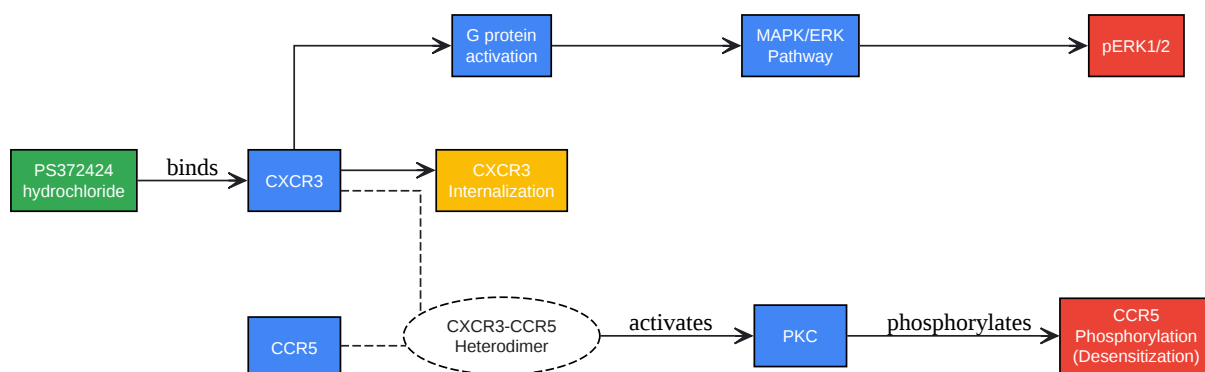 G protein
activation
MAPK/ERK
Pathway
pERK1/2
PS372424
hydrochloride
binds
CXCR3
CXCR3
Internalization
CCR5
CXCR3-CCR5
Heterodimer
activates
PKC
phosphorylates
CCR5
Phosphorylation
(Desensitization)